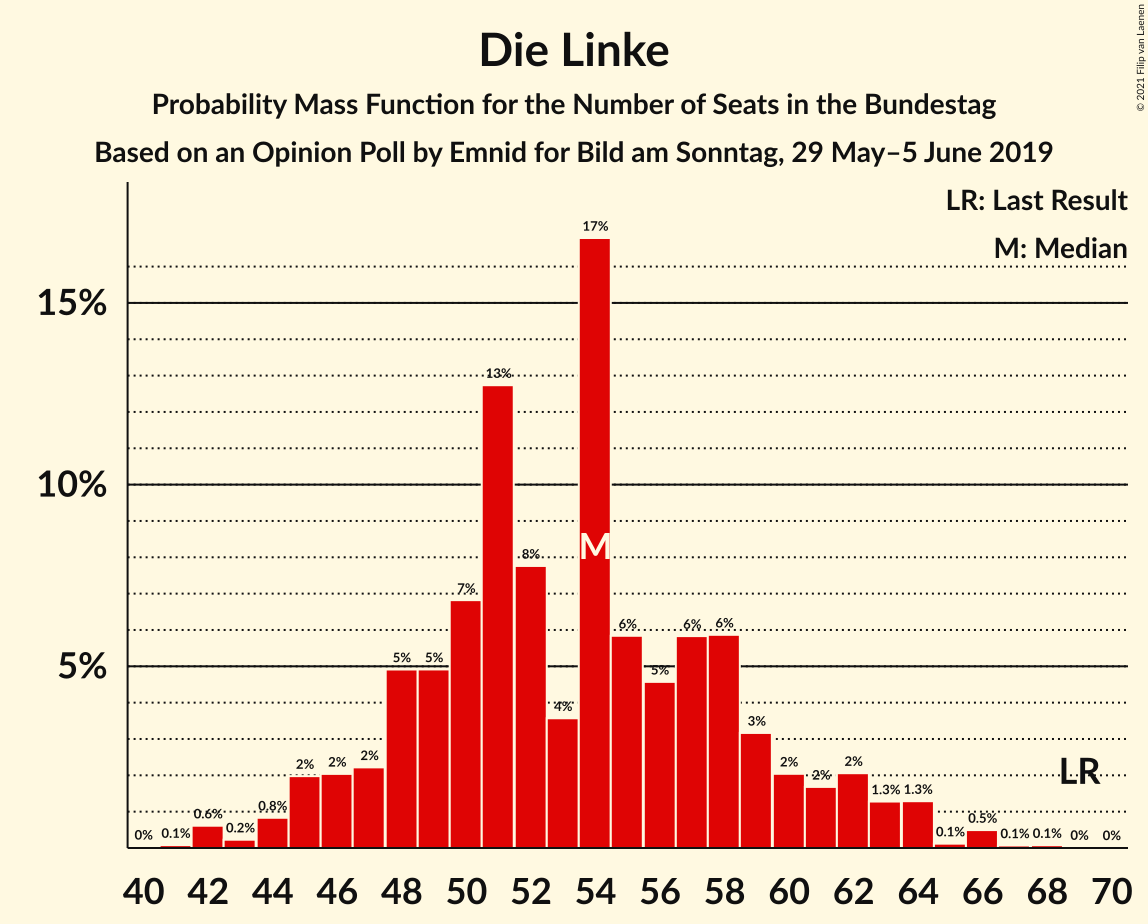 Die Linke
Probability Mass Function for the Number of Seats in the Bundestag
Based on an Opinion Poll by Emnid for Bild am Sonntag, 29 May–5 June 2019
© 2021 Filip van Laenen
LR: Last Result
M: Median
15%
10%
5%
0% 0.1% 0.6% 0.2% 0.8% 2% 2% 2% 5% 5% 7% 13% 8% 4% 17% 6% 5% 6% 6% 3% 2% 2% 2% 1.3% 1.3% 0.1% 0.5% 0.1% 0.1% 0% 0%
M
LR
40 42 44 46 48 50 52 54 56 58 60 62 64 66 68 70